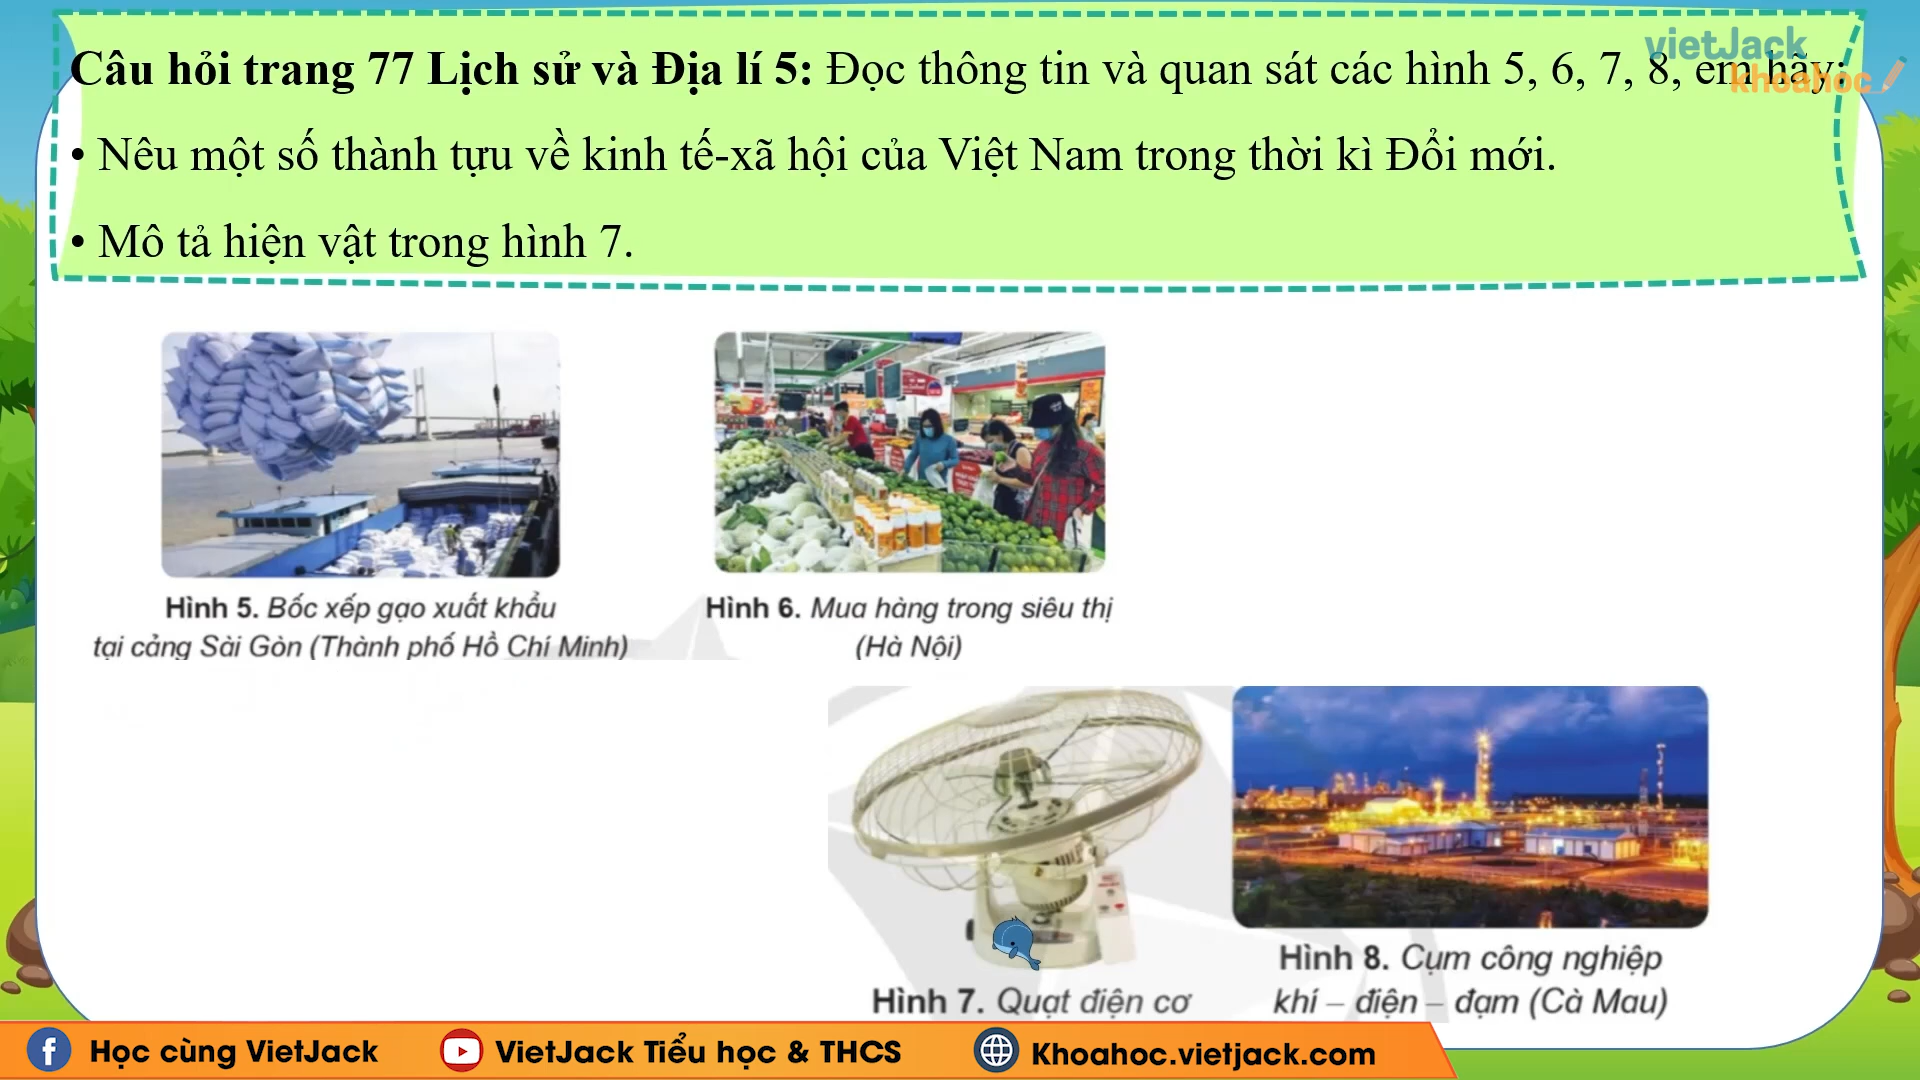 vietJack
khoahoc
Câu hỏi trang 77 Lịch sử và Địa lí 5: Đọc thông tin và quan sát các hình 5, 6, 7, 8, em hãy:
• Nêu một số thành tựu về kinh tế-xã hội của Việt Nam trong thời kì Đổi mới.
• Mô tả hiện vật trong hình 7.
Hình 5. Bốc xếp gạo xuất khẩu
tại cảng Sài Gòn (Thành phố Hồ Chí Minh)
Hình 6. Mua hàng trong siêu thị
(Hà Nội)
Hình 7. Quạt điện cơ
Hình 8. Cụm công nghiệp
khí – điện – đạm (Cà Mau)
Học cùng VietJack
VietJack Tiểu học & THCS
Khoahoc.vietjack.com